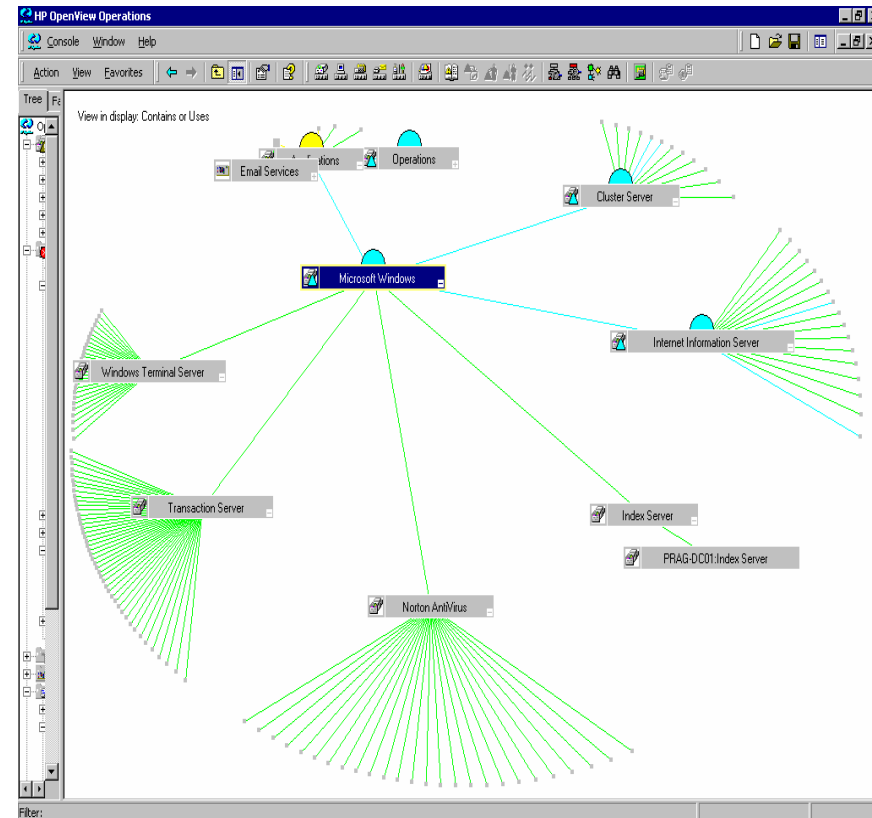 HP OpenView Operations
Console Window Help
Action View Favorites
Tree
View in display: Contains or Uses
Operations
Email Services
Cluster Server
Microsoft Windows
Internet Information Server
Windows Terminal Server
Transaction Server
Index Server
PRAG-DC01:Index Server
Norton AntiVirus
Filter: